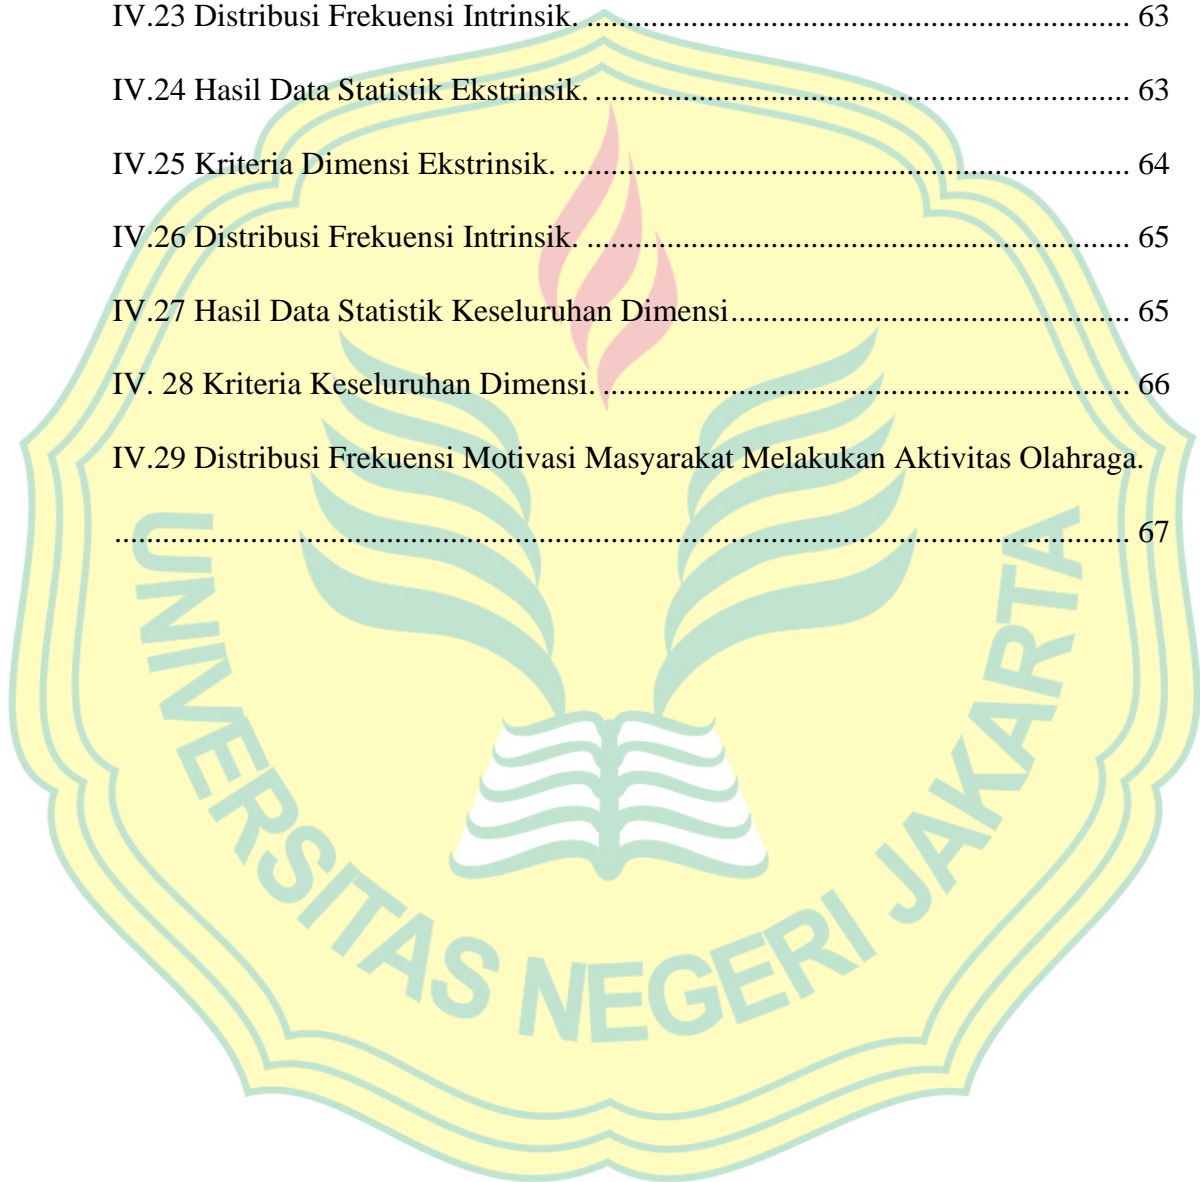 IV.23 Distribusi Frekuensi Intrinsik. .................................................................................... 63
IV.24 Hasil Data Statistik Ekstrinsik. ................................................................................... 63
IV.25 Kriteria Dimensi Ekstrinsik. ........................................................................................ 64
IV.26 Distribusi Frekuensi Intrinsik. .................................................................................... 65
IV.27 Hasil Data Statistik Keseluruhan Dimensi.............................................................. 65
IV. 28 Kriteria Keseluruhan Dimensi. .................................................................................. 66
IV.29 Distribusi Frekuensi Motivasi Masyarakat Melakukan Aktivitas Olahraga.
............................................................................................................................................................. 67
UNIVERSITAS NEGERI JAKARTA